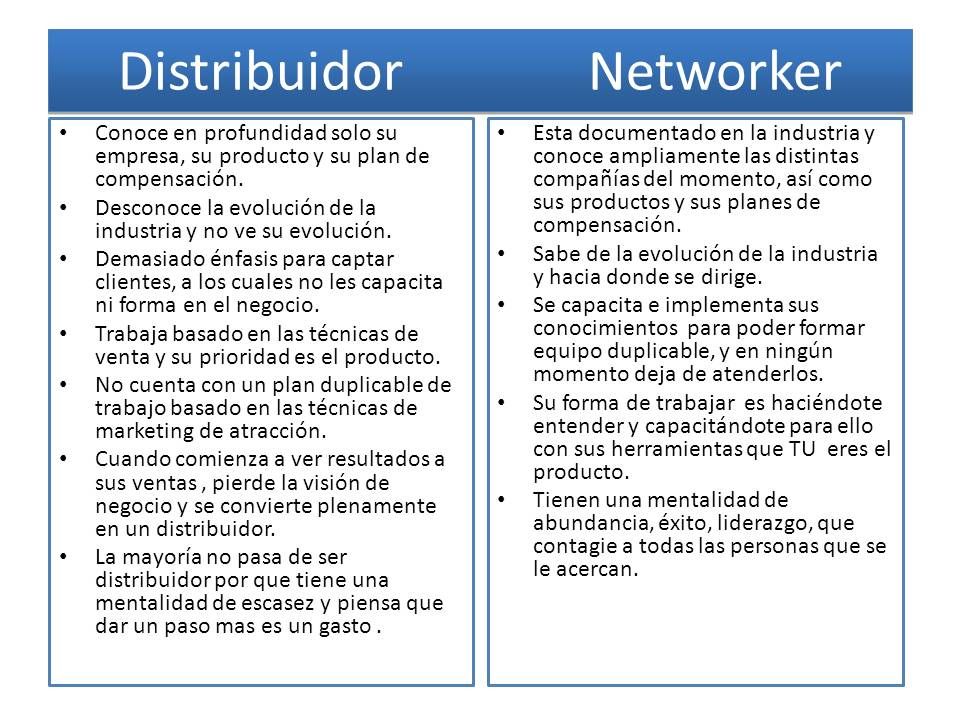 Distribuidor
Networker
• Conoce en profundidad solo su
empresa, su producto y su plan de
compensación.
• Desconoce la evolución de la
industria y no ve su evolución.
• Demasiado énfasis para captar
clientes, a los cuales no les capacita
ni forma en el negocio.
• Trabaja basado en las técnicas de
venta y su prioridad es el producto.
• No cuenta con un plan duplicable de
trabajo basado en las técnicas de
marketing de atracción.
• Cuando comienza a ver resultados a
sus ventas , pierde la visión de
negocio y se convierte plenamente
en un distribuidor.
• La mayoría no pasa de ser
distribuidor por que tiene una
mentalidad de escasez y piensa que
dar un paso mas es un gasto .
• Esta documentado en la industria y
conoce ampliamente las distintas
compañías del momento, así como
sus productos y sus planes de
compensación.
• Sabe de la evolución de la industria
y hacia donde se dirige.
• Se capacita e implementa sus
conocimientos para poder formar
equipo duplicable, y en ningún
momento deja de atenderlos.
• Su forma de trabajar es haciéndote
entender y capacitándote para ello
con sus herramientas que TU eres el
producto.
• Tienen una mentalidad de
abundancia, éxito, liderazgo, que
contagie a todas las personas que se
le acercan.